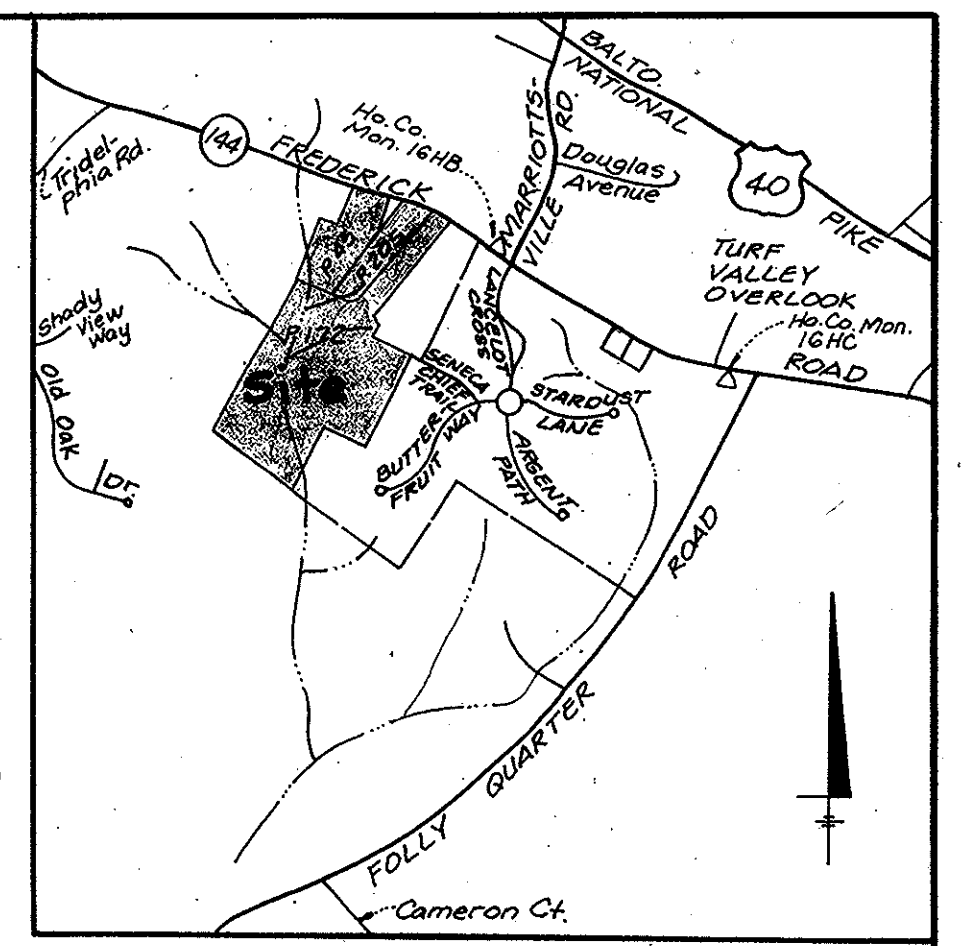 BALTO.
NATIONAL
PIKE
40
Ho. Co.
Mon. 16HB
MARRIOTTS-
VILLE RD.
Douglas
Avenue
Tridel-
phia Rd.
144
FREDERICK
ROAD
TURF
VALLEY
OVERLOOK
Ho. Co. Mon.
16HC
LANCELOT
CROSS
Shady
View
Way
P.122
Site
SENECA
CHIEF
TRAIL
STARDUST
LANE
BUTTER
FRUIT
WAY
ARGENT
PATH
Old Oak
Dr.
FOLLY QUARTER ROAD
Cameron Ct.